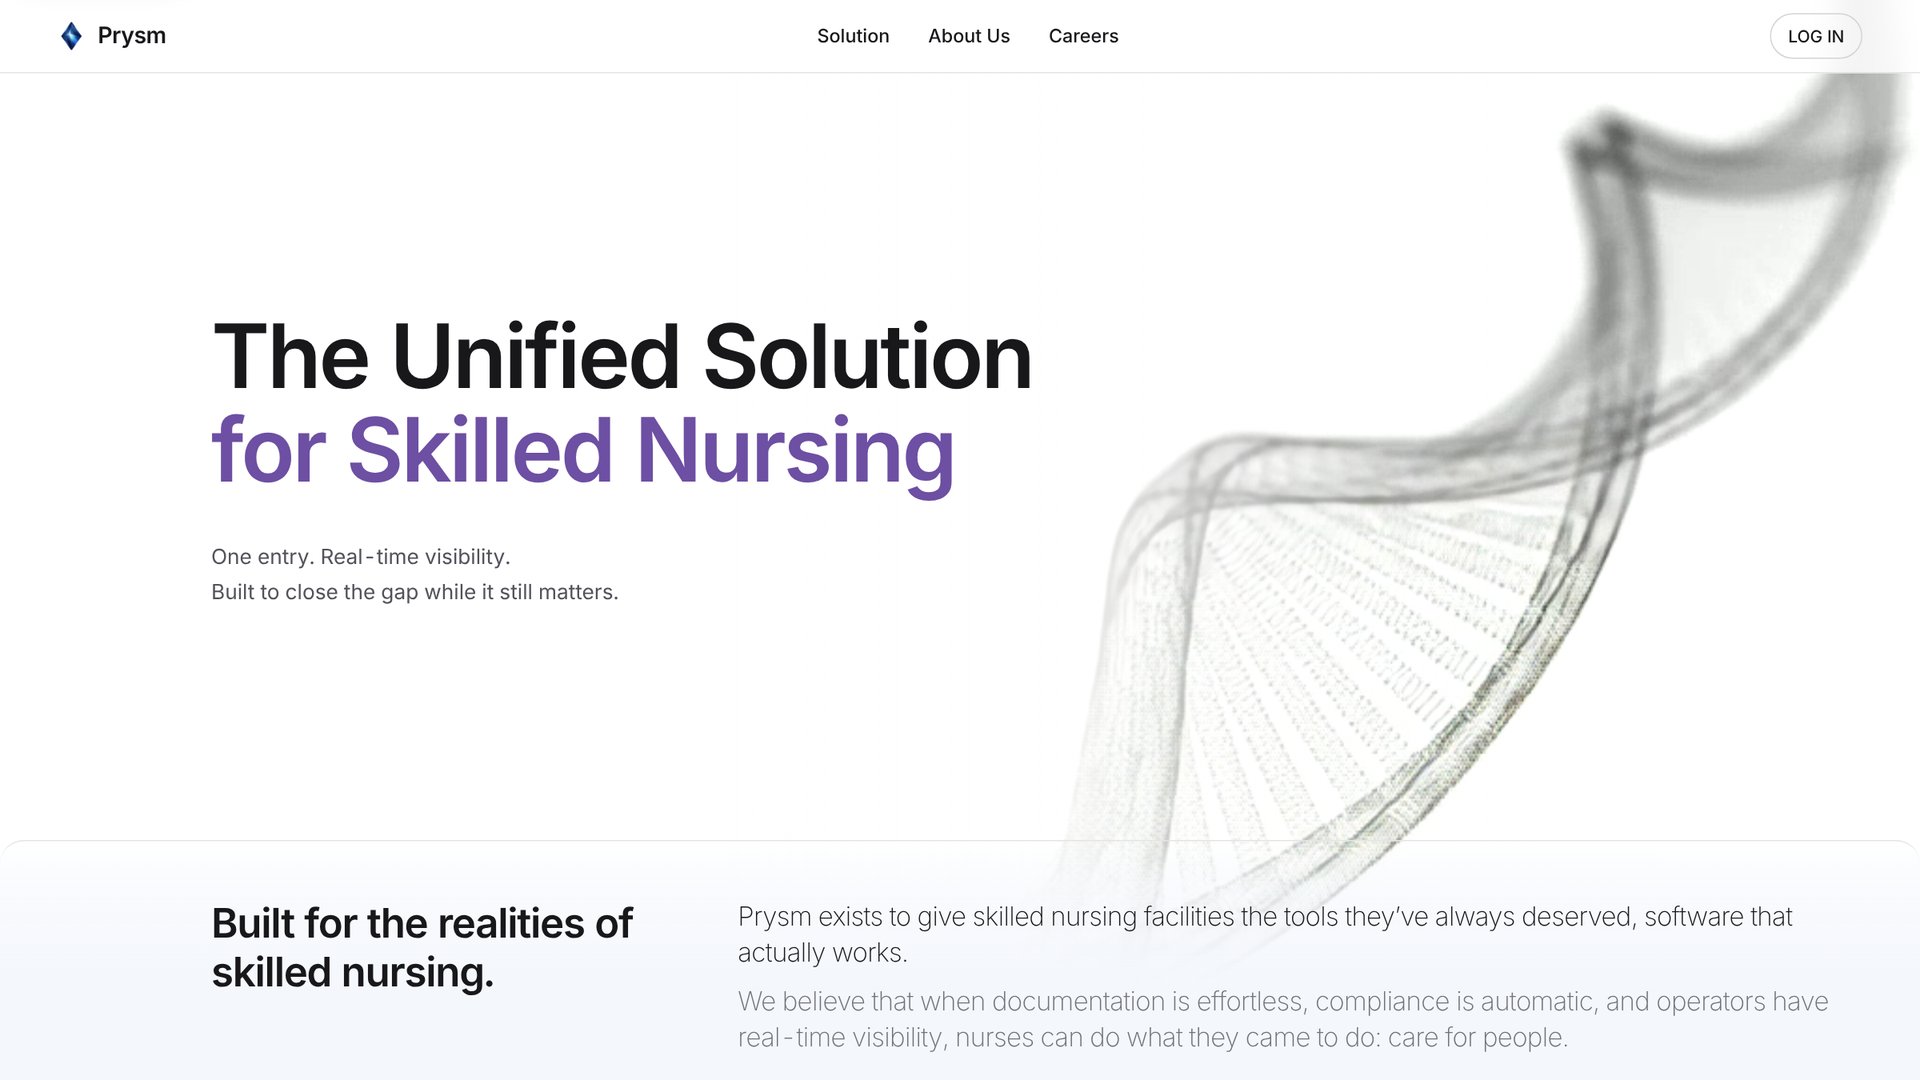 Prysm
Solution
About Us
Careers
LOG IN
The Unified Solution
for Skilled Nursing
One entry. Real-time visibility.
Built to close the gap while it still matters.
Built for the realities of
skilled nursing.
Prysm exists to give skilled nursing facilities the tools they’ve always deserved, software that
actually works.
We believe that when documentation is effortless, compliance is automatic, and operators have
real-time visibility, nurses can do what they came to do: care for people.